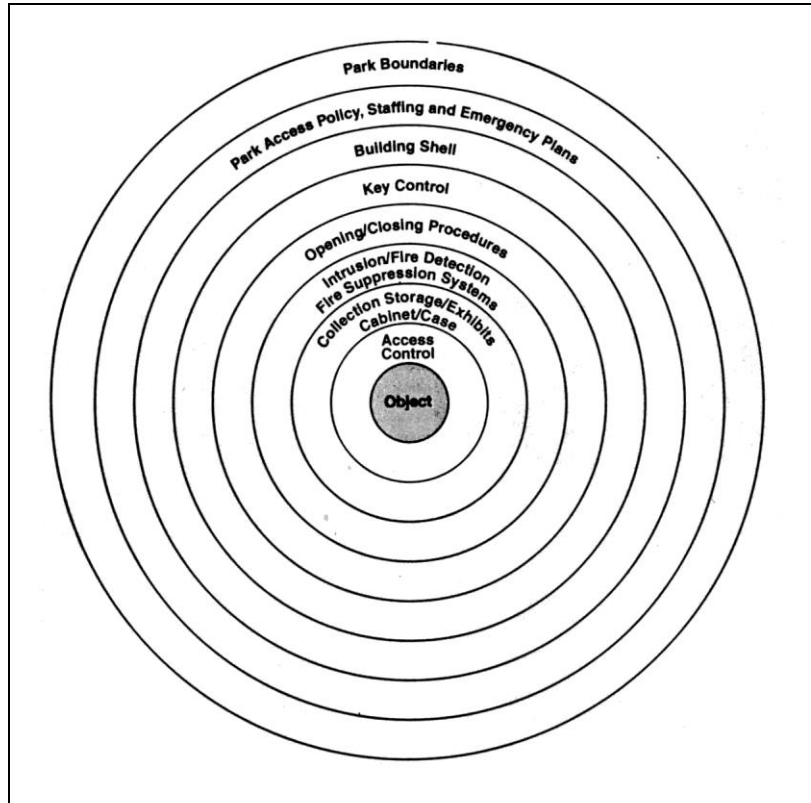 Park Boundaries
Park Access Policy, Staffing and Emergency Plans
Building Shell
Key Control
Opening/Closing Procedures
Intrusion/Fire Detection
Fire Suppression Systems
Collection Storage/Exhibits
Cabinet/Case
Access
Control
Object